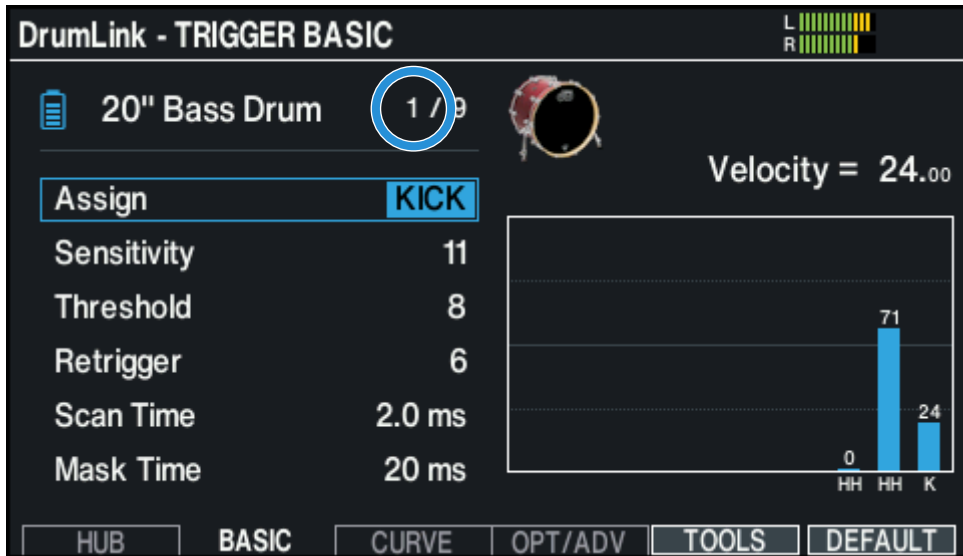 DrumLink - TRIGGER BASIC
L
R
20" Bass Drum 1 / 9
Velocity = 24.00
Assign KICK
Sensitivity 11
Threshold 8
Retrigger 6
Scan Time 2.0 ms
Mask Time 20 ms
71
24
0
HH HH K
HUB BASIC CURVE OPT/ADV TOOLS DEFAULT